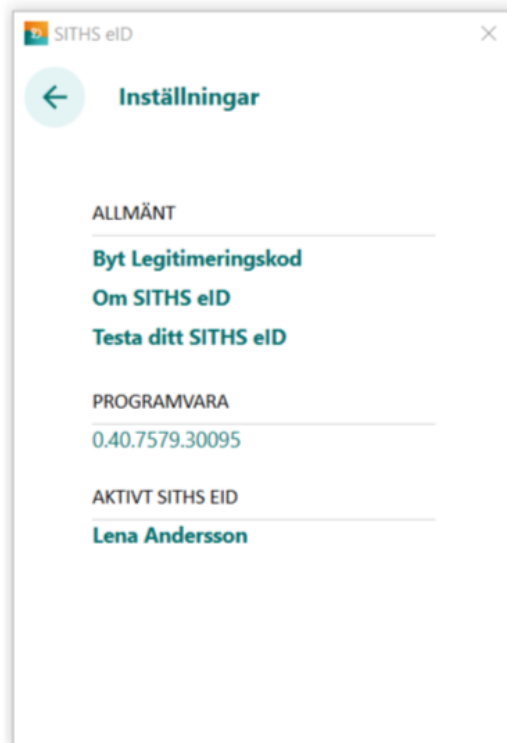 SITHS eID
Inställningar
ALLMÄNT
Byt Legitimeringskod
Om SITHS eID
Testa ditt SITHS eID
PROGRAMVARA
0.40.7579.30095
AKTIVT SITHS EID
Lena Andersson